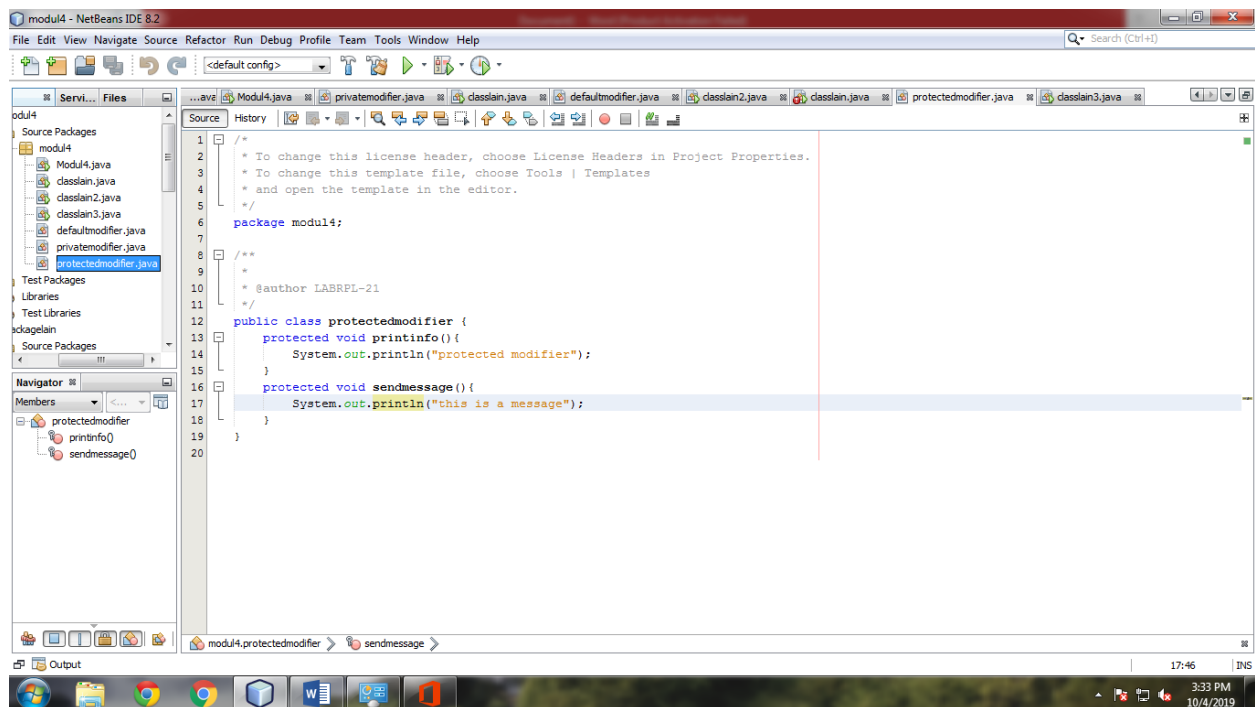 modul4 - NetBeans IDE 8.2
File Edit View Navigate Source Refactor Run Debug Profile Team Tools Window Help
Search (Ctrl+I)
<default config>
Servi... Files
...ava Modul4.java privatemodifier.java classlain.java defaultmodifier.java classlain2.java classlain.java protectedmodifier.java classlain3.java
odul4
Source Packages
modul4
Modul4.java
classlain.java
classlain2.java
classlain3.java
defaultmodifier.java
privatemodifier.java
protectedmodifier.java
Test Packages
Libraries
Test Libraries
ackagelain
Source Packages
Navigator
Members <...
protectedmodifier
printinfo()
sendmessage()
Source History
1 /*
2 * To change this license header, choose License Headers in Project Properties.
3 * To change this template file, choose Tools | Templates
4 * and open the template in the editor.
5 */
6 package modul4;
7
8 /**
9 *
10 * @author LABRPL-21
11 */
12 public class protectedmodifier {
13 protected void printinfo(){
14 System.out.println("protected modifier");
15 }
16 protected void sendmessage(){
17 System.out.println("this is a message");
18 }
19 }
20
modul4.protectedmodifier sendmessage
Output
17:46 INS
3:33 PM
10/4/2019